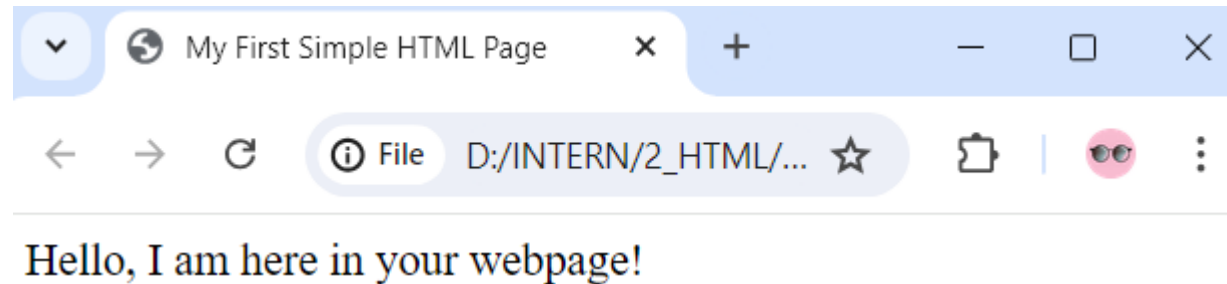 My First Simple HTML Page
File D:/INTERN/2_HTML/...
Hello, I am here in your webpage!